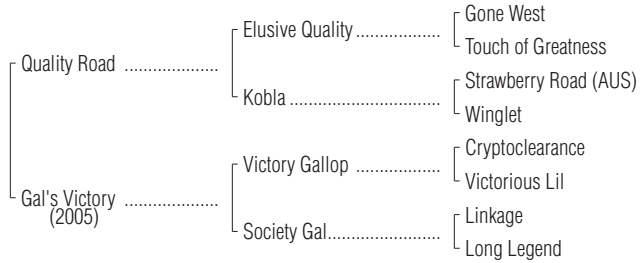 Gone West
Elusive Quality ..................
Touch of Greatness
Quality Road ....................
Strawberry Road (AUS)
Kobla ................................
Winglet
Cryptoclearance
Victory Gallop ..................
Victorious Lil
Gal's Victory ....................
(2005)
Linkage
Society Gal........................
Long Legend